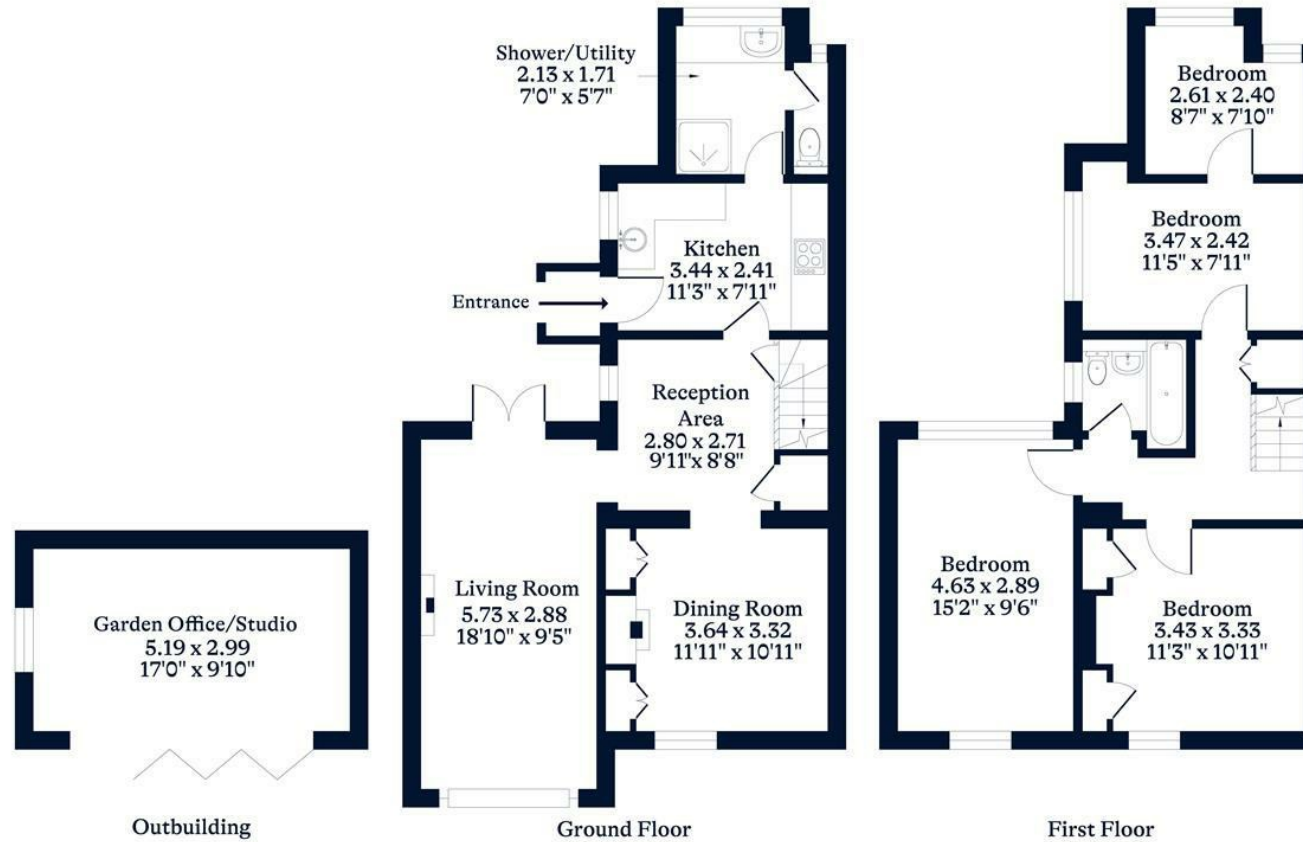 Shower/Utility
2.13 x 1.71
7'0" x 5'7"
Kitchen
3.44 x 2.41
11'3" x 7'11"
Entrance
Reception
Area
2.80 x 2.71
9'11"x 8'8"
Living Room
5.73 x 2.88
18'10" x 9'5"
Dining Room
3.64 x 3.32
11'11" x 10'11"
Garden Office/Studio
5.19 x 2.99
17'0" x 9'10"
Bedroom
2.61 x 2.40
8'7" x 7'10"
Bedroom
3.47 x 2.42
11'5" x 7'11"
Bedroom
4.63 x 2.89
15'2" x 9'6"
Bedroom
3.43 x 3.33
11'3" x 10'11"
Outbuilding
Ground Floor
First Floor